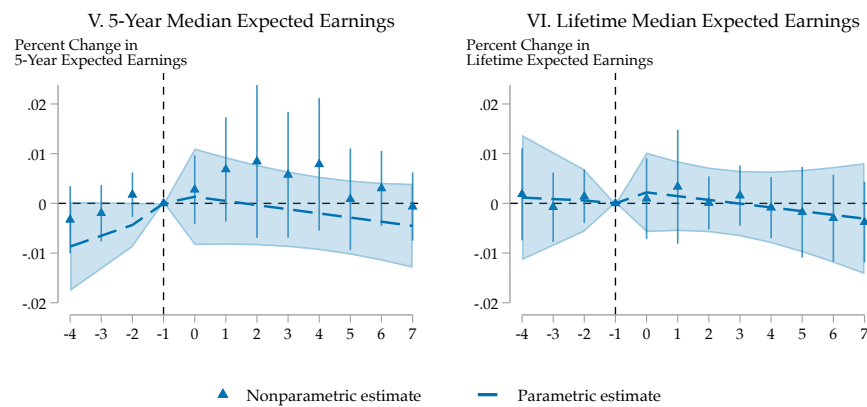 V. 5-Year Median Expected Earnings
Percent Change in
5-Year Expected Earnings
.02
.01
0
-.01
-.02
-4 -3 -2 -1 0 1 2 3 4 5 6 7
VI. Lifetime Median Expected Earnings
Percent Change in
Lifetime Expected Earnings
.02
.01
0
-.01
-.02
-4 -3 -2 -1 0 1 2 3 4 5 6 7
Nonparametric estimate Parametric estimate